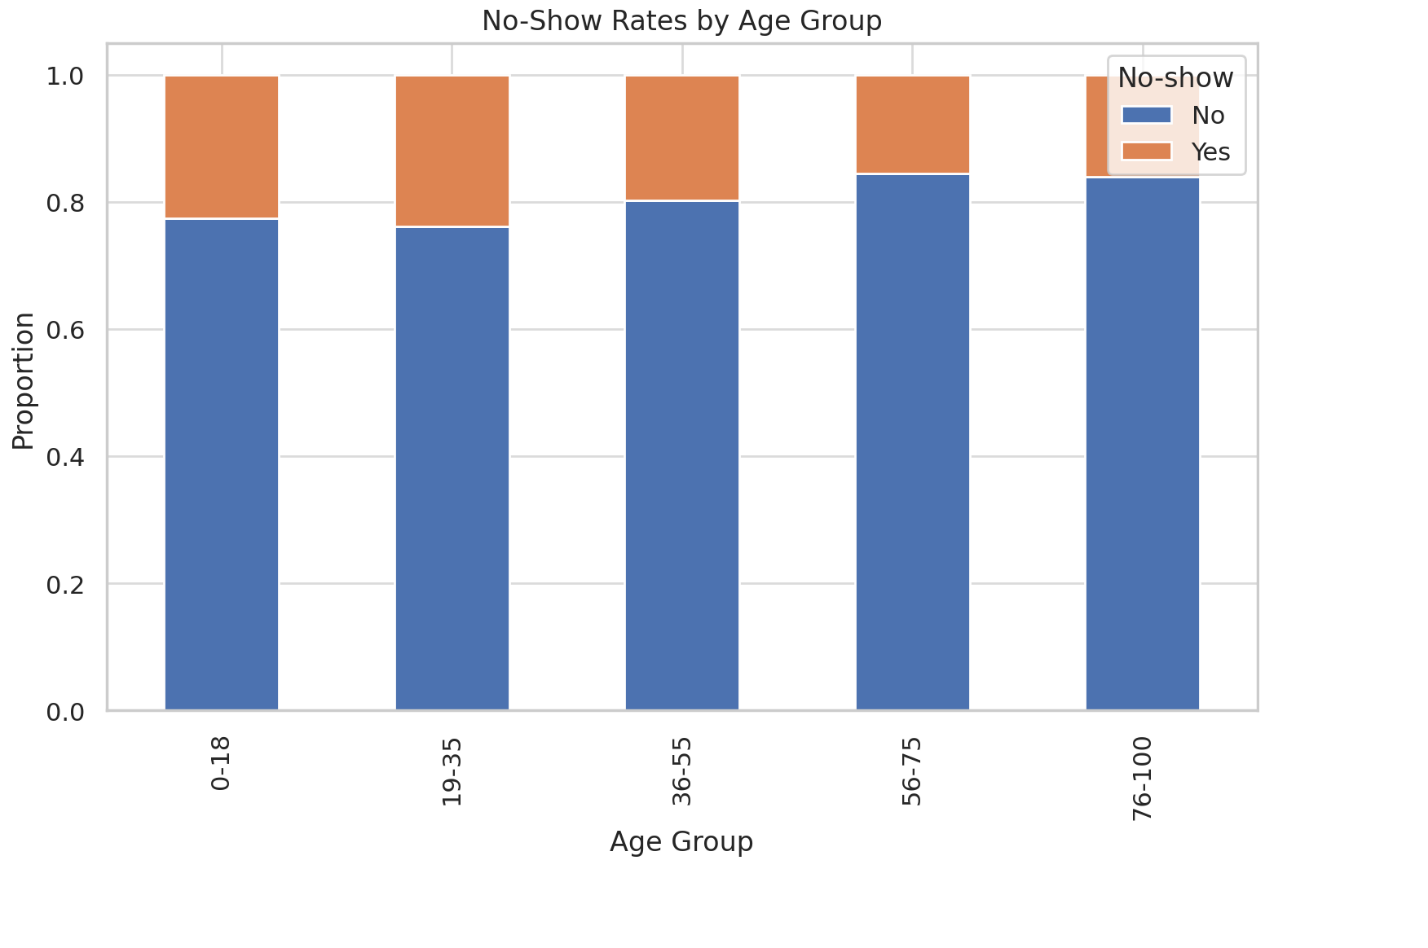 No-Show Rates by Age Group
No-show
No
Yes
Proportion
1.0
0.8
0.6
0.4
0.2
0.0
0-18
19-35
36-55
56-75
76-100
Age Group